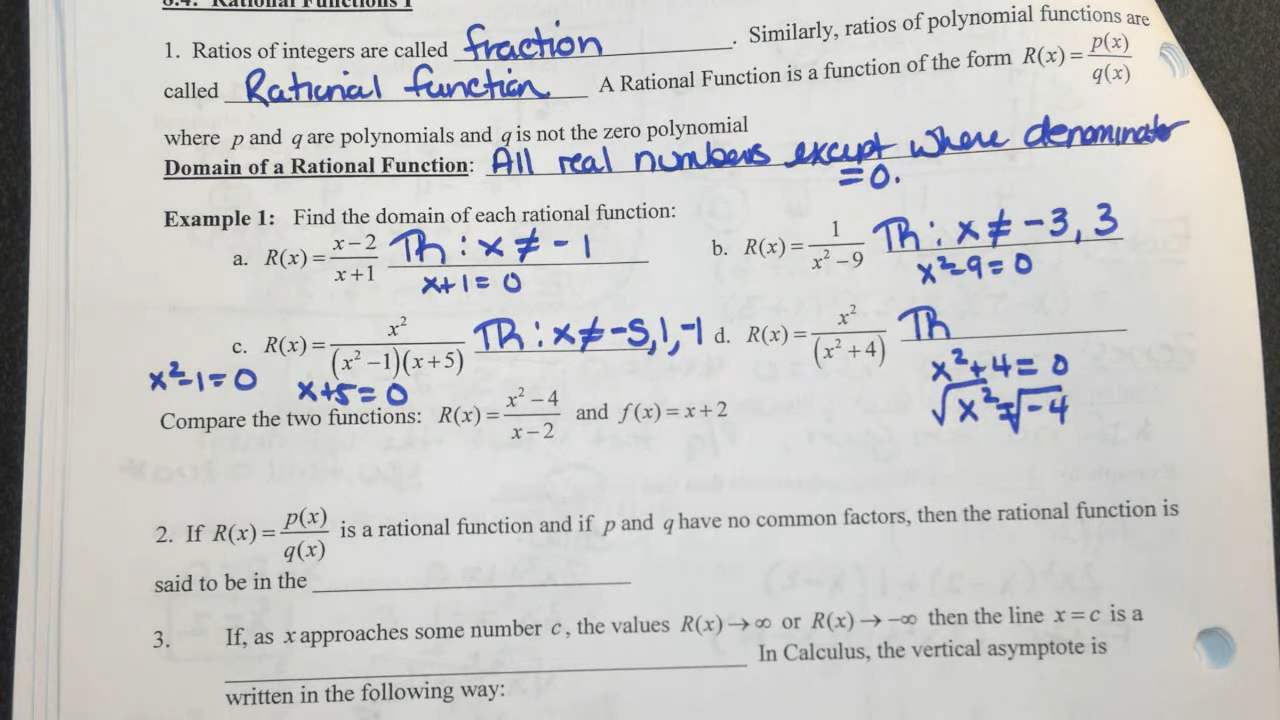 3.4. Rational Functions I
1. Ratios of integers are called fraction. Similarly, ratios of polynomial functions are
called Rational function A Rational Function is a function of the form R(x) = p(x)/q(x)
where p and q are polynomials and q is not the zero polynomial
Domain of a Rational Function: All real numbers except where denominator
= 0.
Example 1: Find the domain of each rational function:
a. R(x) = (x-2)/(x+1) Th : x ≠ -1 b. R(x) = 1/(x²-9) Th : x ≠ -3, 3
x+1=0 x²-9=0
c. R(x) = x²/((x²-1)(x+5)) Th : x ≠ -5, 1, -1 d. R(x) = x²/(x²+4) Th
x²-1=0 x+5=0 x²+4=0
√x² = √-4
Compare the two functions: R(x) = (x²-4)/(x-2) and f(x) = x+2
2. If R(x) = p(x)/q(x) is a rational function and if p and q have no common factors, then the rational function is
said to be in the
3. If, as x approaches some number c, the values R(x) → ∞ or R(x) → -∞ then the line x = c is a
In Calculus, the vertical asymptote is
written in the following way: